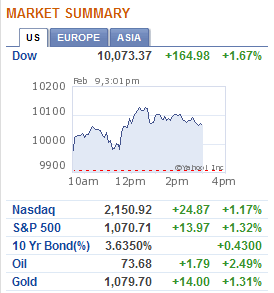 MARKET SUMMARY
US EUROPE ASIA
Dow 10,073.37 +164.98 +1.67%
Feb 9, 3:01pm
10200
10100
10000
9900
©Yahoo! Inc
10am 12pm 2pm 4pm
Nasdaq 2,150.92 +24.87 +1.17%
S&P 500 1,070.71 +13.97 +1.32%
10 Yr Bond(%) 3.6350% +0.4300
Oil 73.68 +1.79 +2.49%
Gold 1,079.70 +14.00 +1.31%